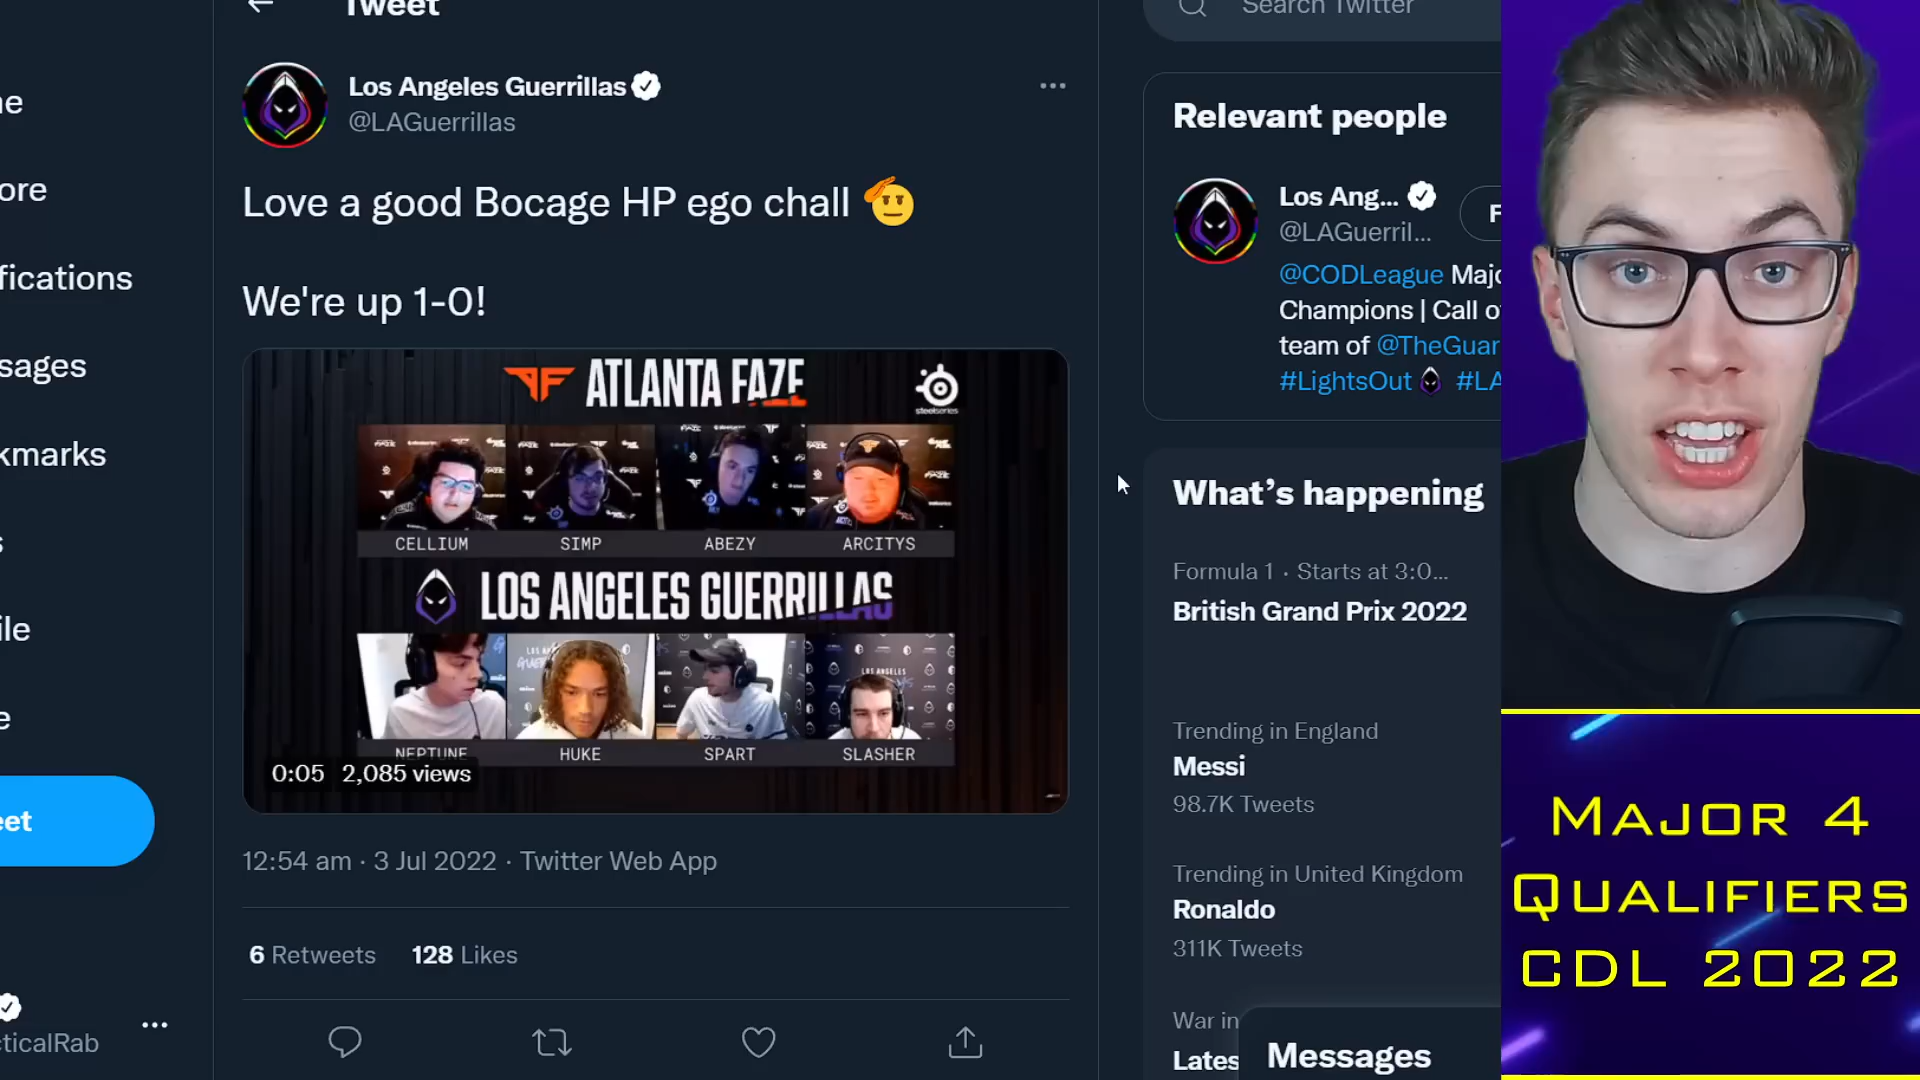 Tweet
Search Twitter
Los Angeles Guerrillas
@LAGuerrillas
Love a good Bocage HP ego chall 🫡
We're up 1-0!
ATLANTA FAZE
steelseries
CELLIUM
SIMP
ABEZY
ARCITYS
LOS ANGELES GUERRILLAS
NEPTUNE
HUKE
SPART
SLASHER
0:05 2,085 views
12:54 am · 3 Jul 2022 · Twitter Web App
6 Retweets 128 Likes
ne
ore
fications
sages
kmarks
s
ile
e
eet
cticalRab
Relevant people
Los Ang...
F
@LAGuerril...
@CODLeague Majo
Champions | Call o
team of @TheGuar
#LightsOut #LA
What's happening
Formula 1 · Starts at 3:0...
British Grand Prix 2022
Trending in England
Messi
98.7K Tweets
Trending in United Kingdom
Ronaldo
311K Tweets
War in
Lates
Messages
MAJOR 4
QUALIFIERS
CDL 2022